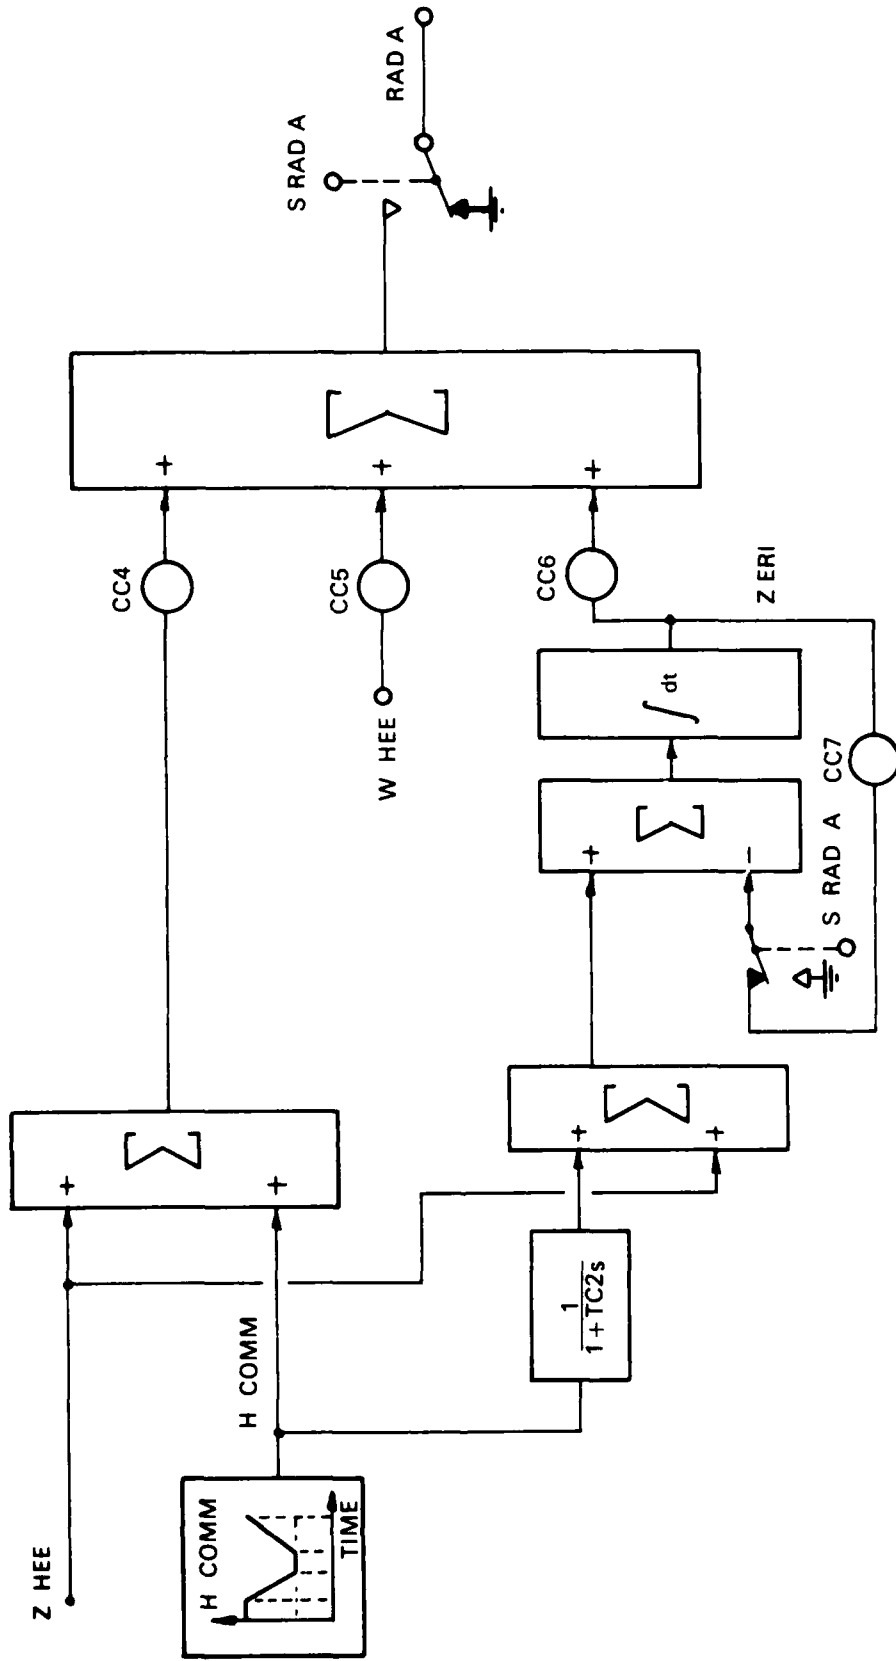 Z HEE
H COMM
TIME
H COMM
1
1 + TC2s
+
+
Σ
+
+
Σ
CC4
W HEE
CC5
+
-
Σ
S RAD A
CC7
∫ dt
Z ERI
CC6
+
+
+
Σ
S RAD A
RAD A